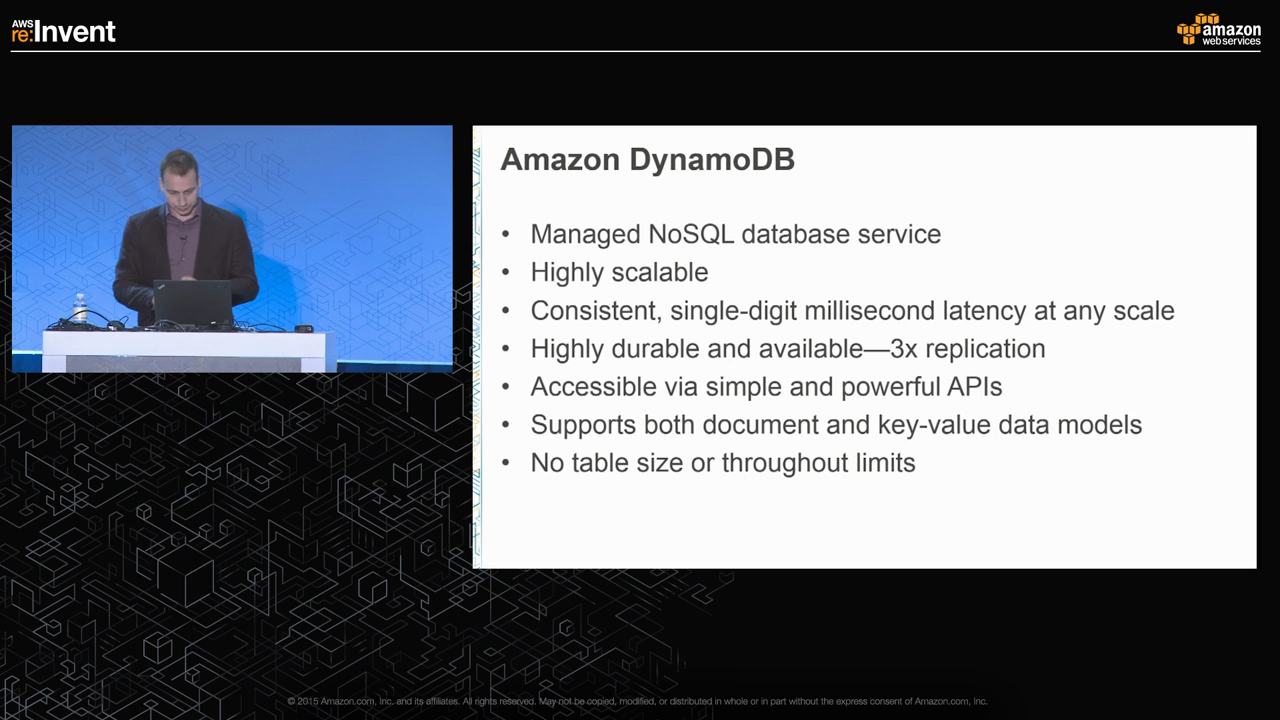 AWS
re:Invent
amazon
web services
Amazon DynamoDB
• Managed NoSQL database service
• Highly scalable
• Consistent, single-digit millisecond latency at any scale
• Highly durable and available—3x replication
• Accessible via simple and powerful APIs
• Supports both document and key-value data models
• No table size or throughout limits
© 2015 Amazon.com, Inc. and its affiliates. All rights reserved. May not be copied, modified, or distributed in whole or in part without the express consent of Amazon.com, Inc.